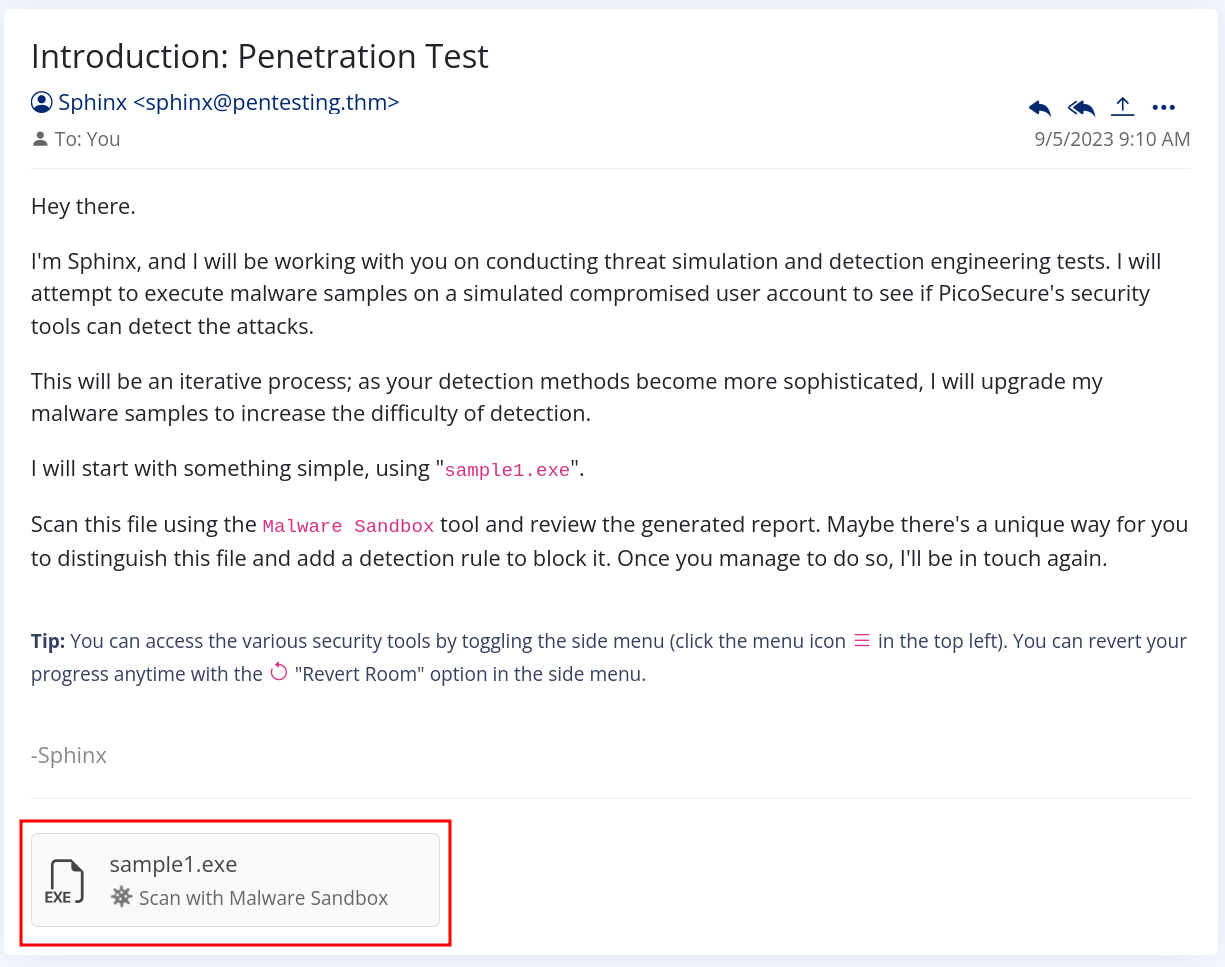 Introduction: Penetration Test
Sphinx <sphinx@pentesting.thm>
To: You
9/5/2023 9:10 AM
Hey there.
I'm Sphinx, and I will be working with you on conducting threat simulation and detection engineering tests. I will
attempt to execute malware samples on a simulated compromised user account to see if PicoSecure's security
tools can detect the attacks.
This will be an iterative process; as your detection methods become more sophisticated, I will upgrade my
malware samples to increase the difficulty of detection.
I will start with something simple, using "sample1.exe".
Scan this file using the Malware Sandbox tool and review the generated report. Maybe there's a unique way for you
to distinguish this file and add a detection rule to block it. Once you manage to do so, I'll be in touch again.
Tip: You can access the various security tools by toggling the side menu (click the menu icon ☰ in the top left). You can revert your
progress anytime with the "Revert Room" option in the side menu.
-Sphinx
EXE
sample1.exe
Scan with Malware Sandbox